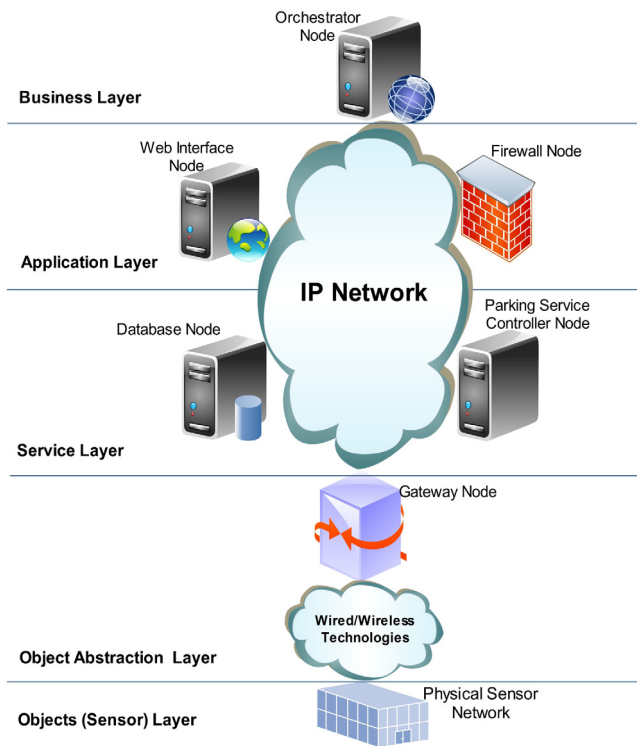 Orchestrator
Node
Business Layer
Web Interface
Node
Firewall Node
Application Layer
IP Network
Database Node
Parking Service
Controller Node
Service Layer
Gateway Node
Wired/Wireless
Technologies
Object Abstraction Layer
Physical Sensor
Network
Objects (Sensor) Layer